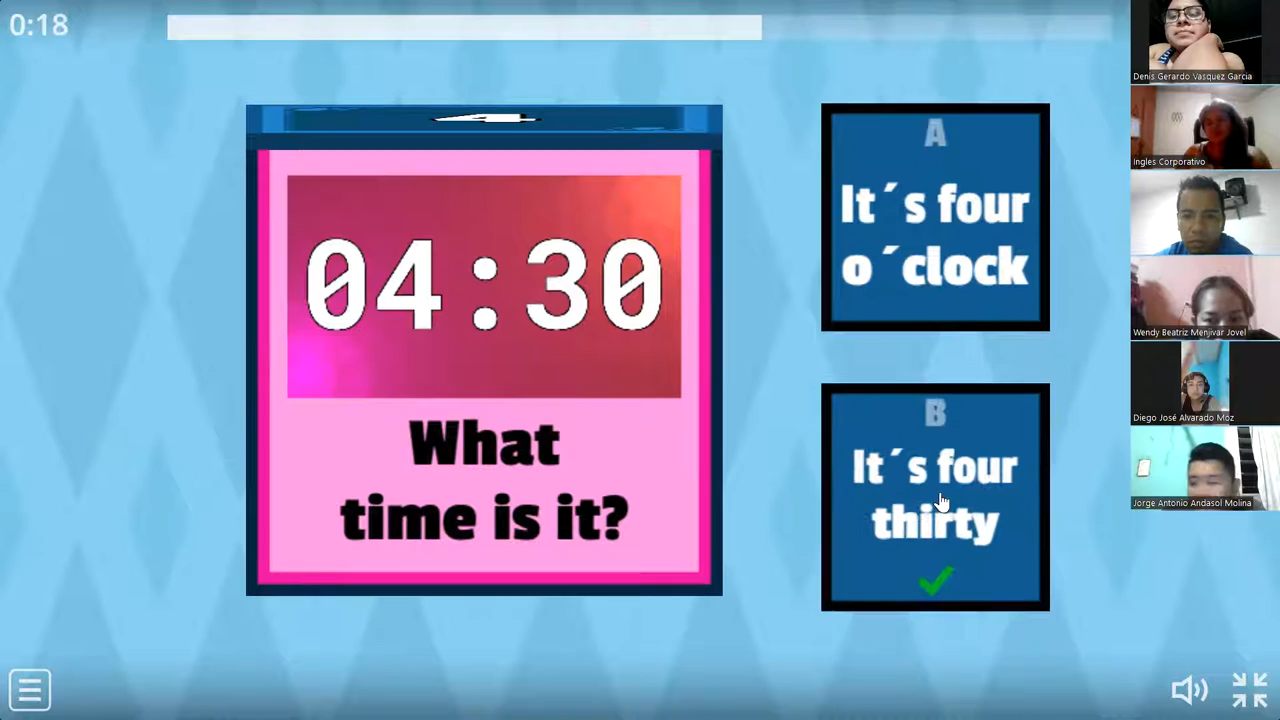 0:18
04:30
What
time is it?
A
It´s four
o´clock
B
It´s four
thirty
Denis Gerardo Vasquez Garcia
Ingles Corporativo
Wendy Beatriz Menjivar Jovel
Diego José Alvarado Moz
Jorge Antonio Andasol Molina